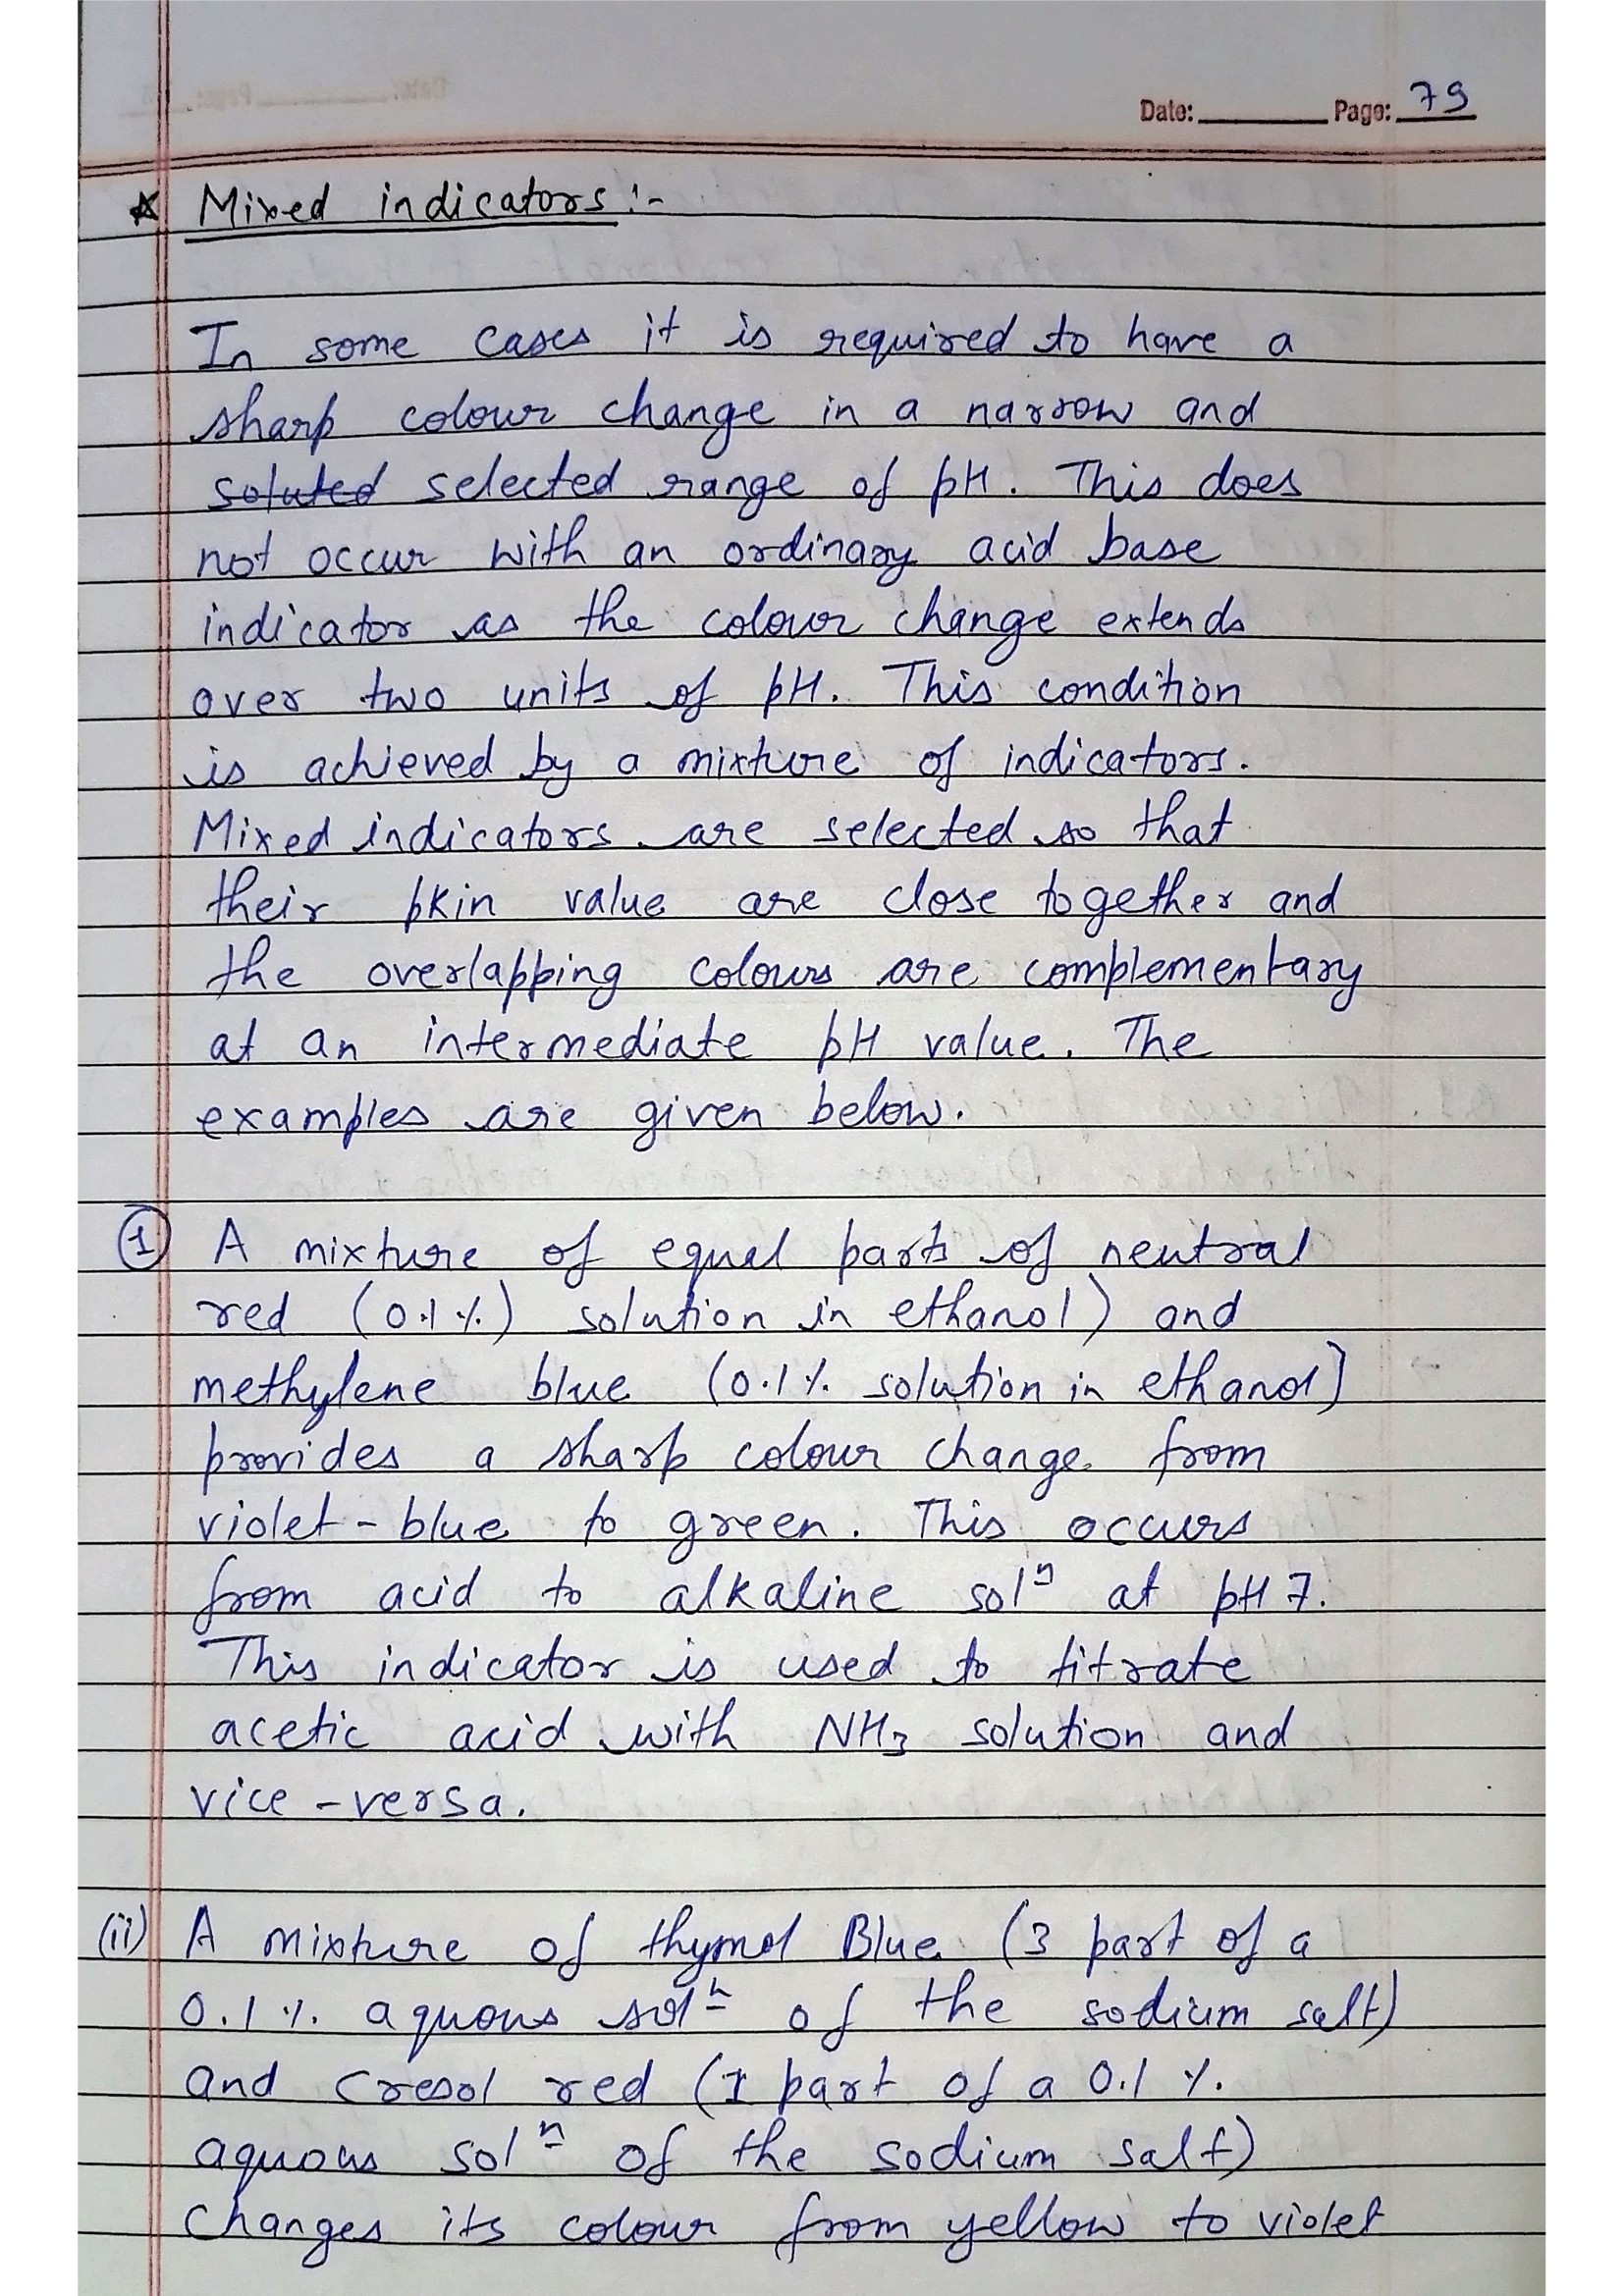 Date: Page: 79
☆ Mixed indicators :-
In some cases it is required to have a
sharp colour change in a narrow and
soluted selected range of pH. This does
not occur with an ordinary acid base
indicator as the colour change extends
over two units of pH. This condition
is achieved by a mixture of indicators.
Mixed indicators are selected so that
their pkin value are close together and
the overlapping colours are complementary
at an intermediate pH value. The
examples are given below.
① A mixture of equal parts of neutral
red (0.1%) solution in ethanol) and
methylene blue (0.1% solution in ethanol)
provides a sharp colour change from
violet - blue to green. This occurs
from acid to alkaline solⁿ at pH 7.
This indicator is used to titrate
acetic acid with NH₃ solution and
vice - versa.
(ii) A mixture of thymol Blue (3 part of a
0.1%. aquous solⁿ of the sodium salt)
and cresol red (1 part of a 0.1 %.
aquous solⁿ of the sodium salt)
changes its colour from yellow to violet